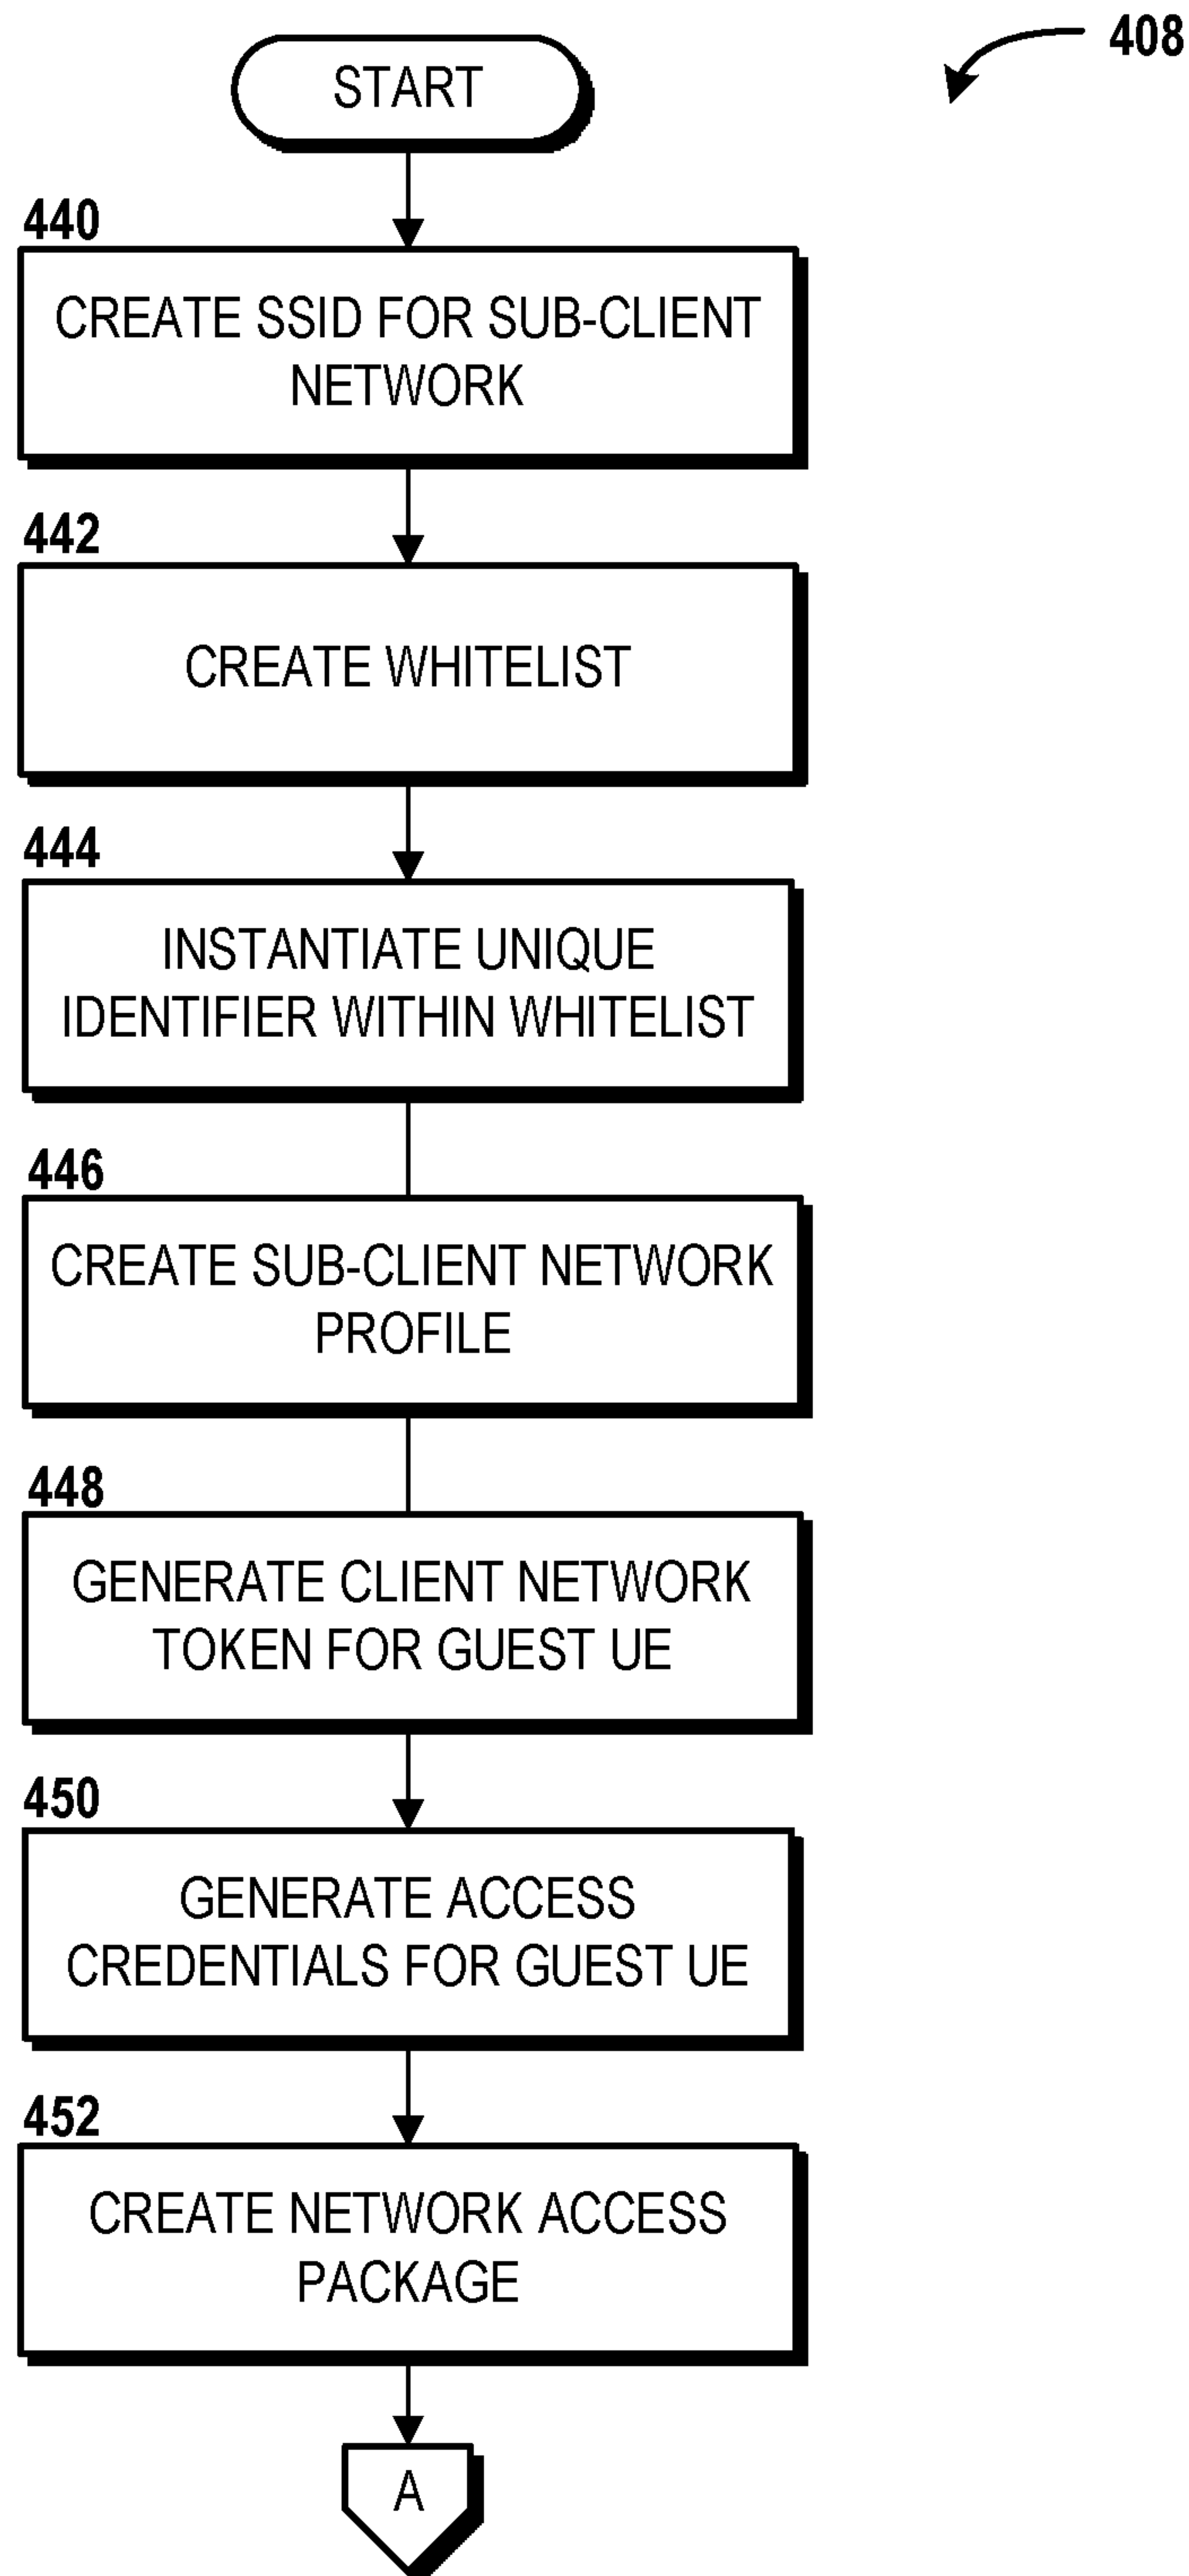 408
START
440
CREATE SSID FOR SUB-CLIENT
NETWORK
442
CREATE WHITELIST
444
INSTANTIATE UNIQUE
IDENTIFIER WITHIN WHITELIST
446
CREATE SUB-CLIENT NETWORK
PROFILE
448
GENERATE CLIENT NETWORK
TOKEN FOR GUEST UE
450
GENERATE ACCESS
CREDENTIALS FOR GUEST UE
452
CREATE NETWORK ACCESS
PACKAGE
A